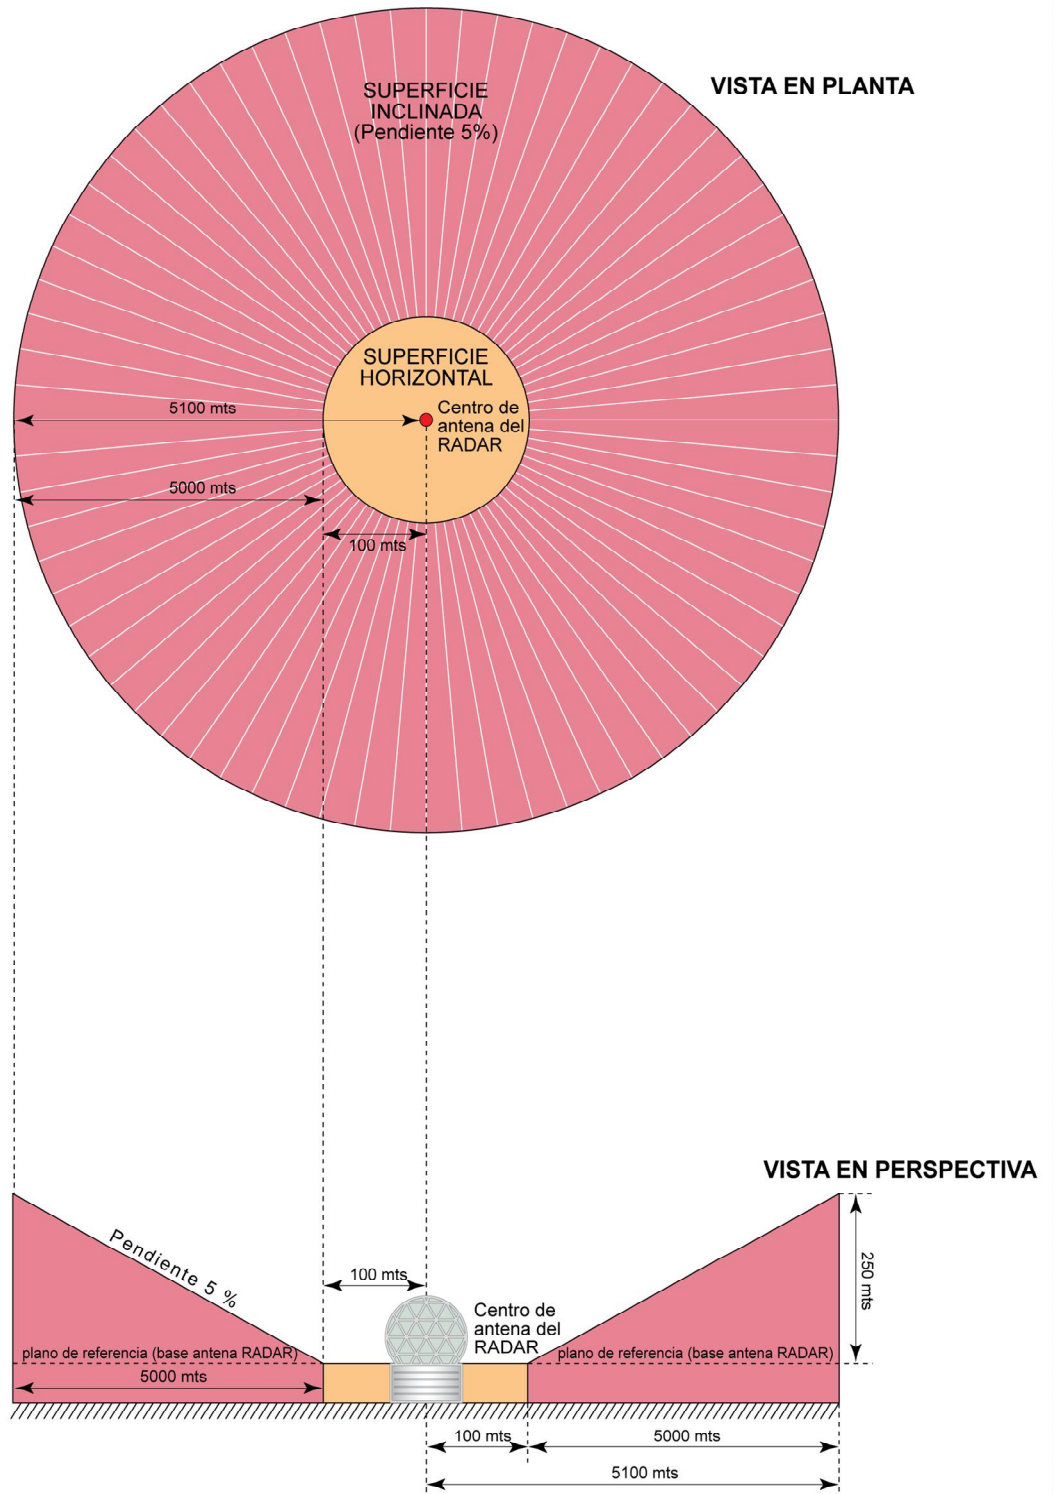 VISTA EN PLANTA
SUPERFICIE
INCLINADA
(Pendiente 5%)
SUPERFICIE
HORIZONTAL
5100 mts
Centro de
antena del
RADAR
5000 mts
100 mts
VISTA EN PERSPECTIVA
Pendiente 5 %
100 mts
250 mts
Centro de
antena del
RADAR
plano de referencia (base antena RADAR)
plano de referencia (base antena RADAR)
5000 mts
100 mts
5000 mts
5100 mts